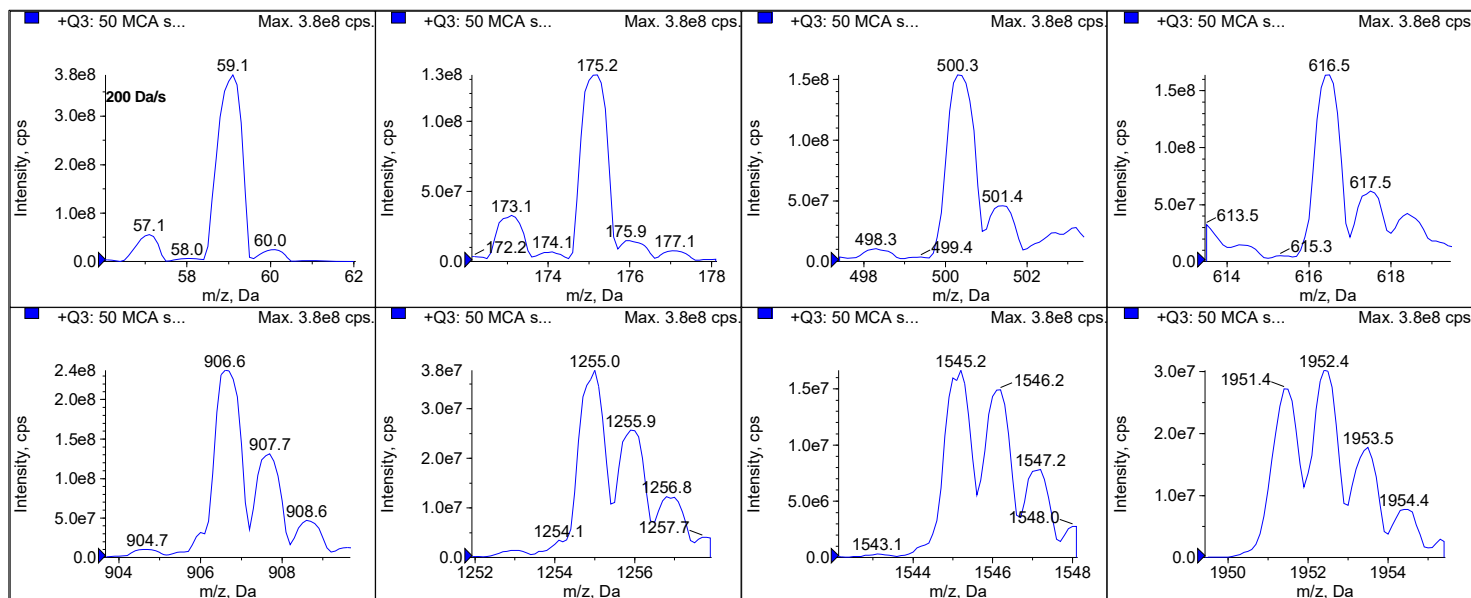 +Q3: 50 MCA s... Max. 3.8e8 cps.
Intensity, cps
3.8e8
3.0e8
2.0e8
1.0e8
0.0
200 Da/s
59.1
57.1
58.0
60.0
58 60 62
m/z, Da
+Q3: 50 MCA s... Max. 3.8e8 cps.
Intensity, cps
1.3e8
1.0e8
5.0e7
0.0
175.2
173.1
172.2
174.1
175.9
177.1
174 176 178
m/z, Da
+Q3: 50 MCA s... Max. 3.8e8 cps.
Intensity, cps
1.5e8
1.0e8
5.0e7
0.0
500.3
501.4
498.3
499.4
498 500 502
m/z, Da
+Q3: 50 MCA s... Max. 3.8e8 cps.
Intensity, cps
1.5e8
1.0e8
5.0e7
0.0
616.5
617.5
613.5
615.3
614 616 618
m/z, Da
+Q3: 50 MCA s... Max. 3.8e8 cps.
Intensity, cps
2.4e8
2.0e8
1.5e8
1.0e8
5.0e7
0.0
906.6
907.7
908.6
904.7
904 906 908
m/z, Da
+Q3: 50 MCA s... Max. 3.8e8 cps.
Intensity, cps
3.8e7
3.0e7
2.0e7
1.0e7
0.0
1255.0
1255.9
1256.8
1254.1
1257.7
1252 1254 1256
m/z, Da
+Q3: 50 MCA s... Max. 3.8e8 cps.
Intensity, cps
1.5e7
1.0e7
5.0e6
0.0
1545.2
1546.2
1547.2
1548.0
1543.1
1544 1546 1548
m/z, Da
+Q3: 50 MCA s... Max. 3.8e8 cps.
Intensity, cps
3.0e7
2.0e7
1.0e7
0.0
1952.4
1951.4
1953.5
1954.4
1950 1952 1954
m/z, Da